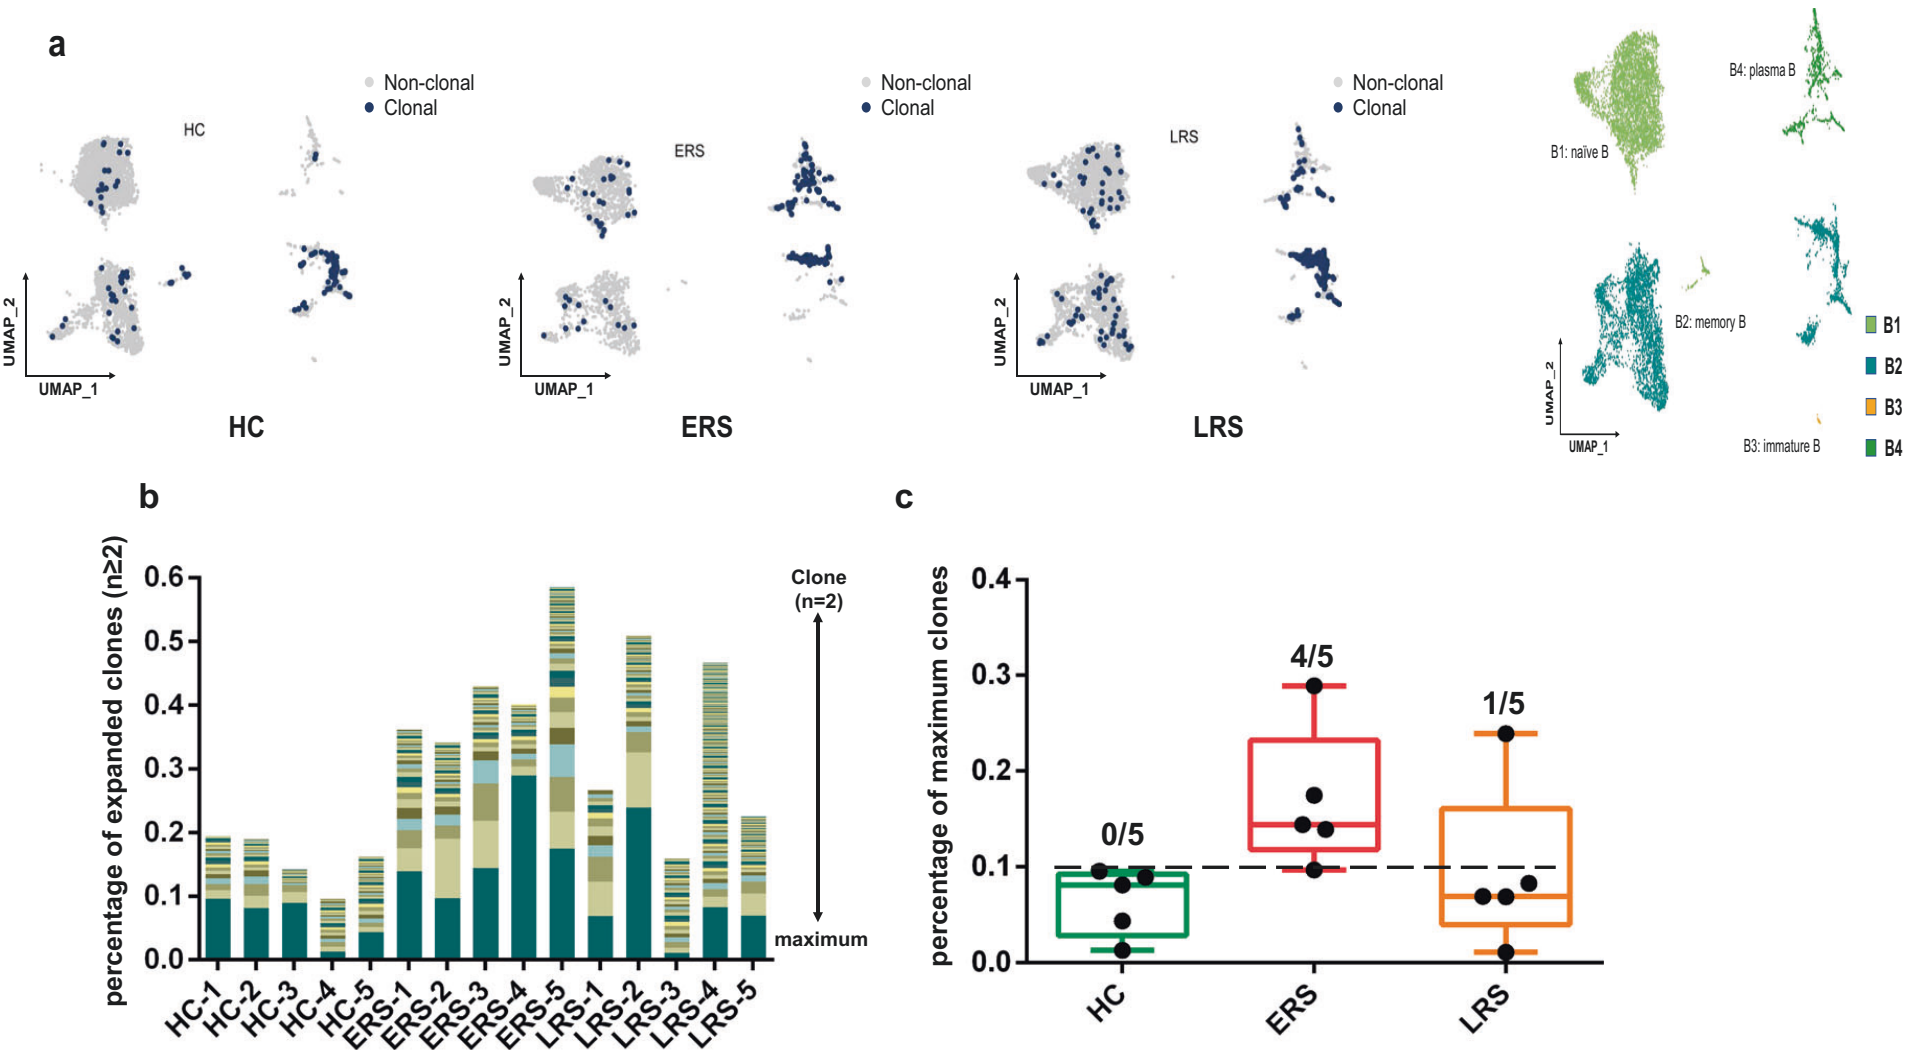 a
Non-clonal
Clonal
HC
UMAP_2
UMAP_1
HC
Non-clonal
Clonal
ERS
UMAP_2
UMAP_1
ERS
Non-clonal
Clonal
LRS
UMAP_2
UMAP_1
LRS
B4: plasma B
B1: naïve B
B2: memory B
B3: immature B
UMAP_2
UMAP_1
B1
B2
B3
B4
b
percentage of expanded clones (n≥2)
0.6
0.5
0.4
0.3
0.2
0.1
0.0
HC-1
HC-2
HC-3
HC-4
HC-5
ERS-1
ERS-2
ERS-3
ERS-4
ERS-5
LRS-1
LRS-2
LRS-3
LRS-4
LRS-5
Clone
(n=2)
maximum
c
percentage of maximum clones
0.4
0.3
0.2
0.1
0.0
0/5
4/5
1/5
HC
ERS
LRS